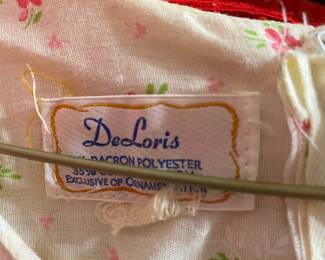 DeLoris
DACRON POLYESTER
35%
EXCLUSIVE OF